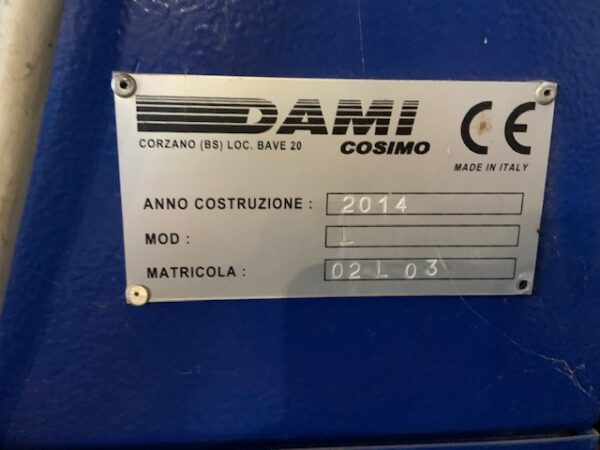 DAMI
COSIMO
CORZANO (BS) LOC. BAVE 20
CE
MADE IN ITALY
ANNO COSTRUZIONE : 2014
MOD : L
MATRICOLA : 02 L 03